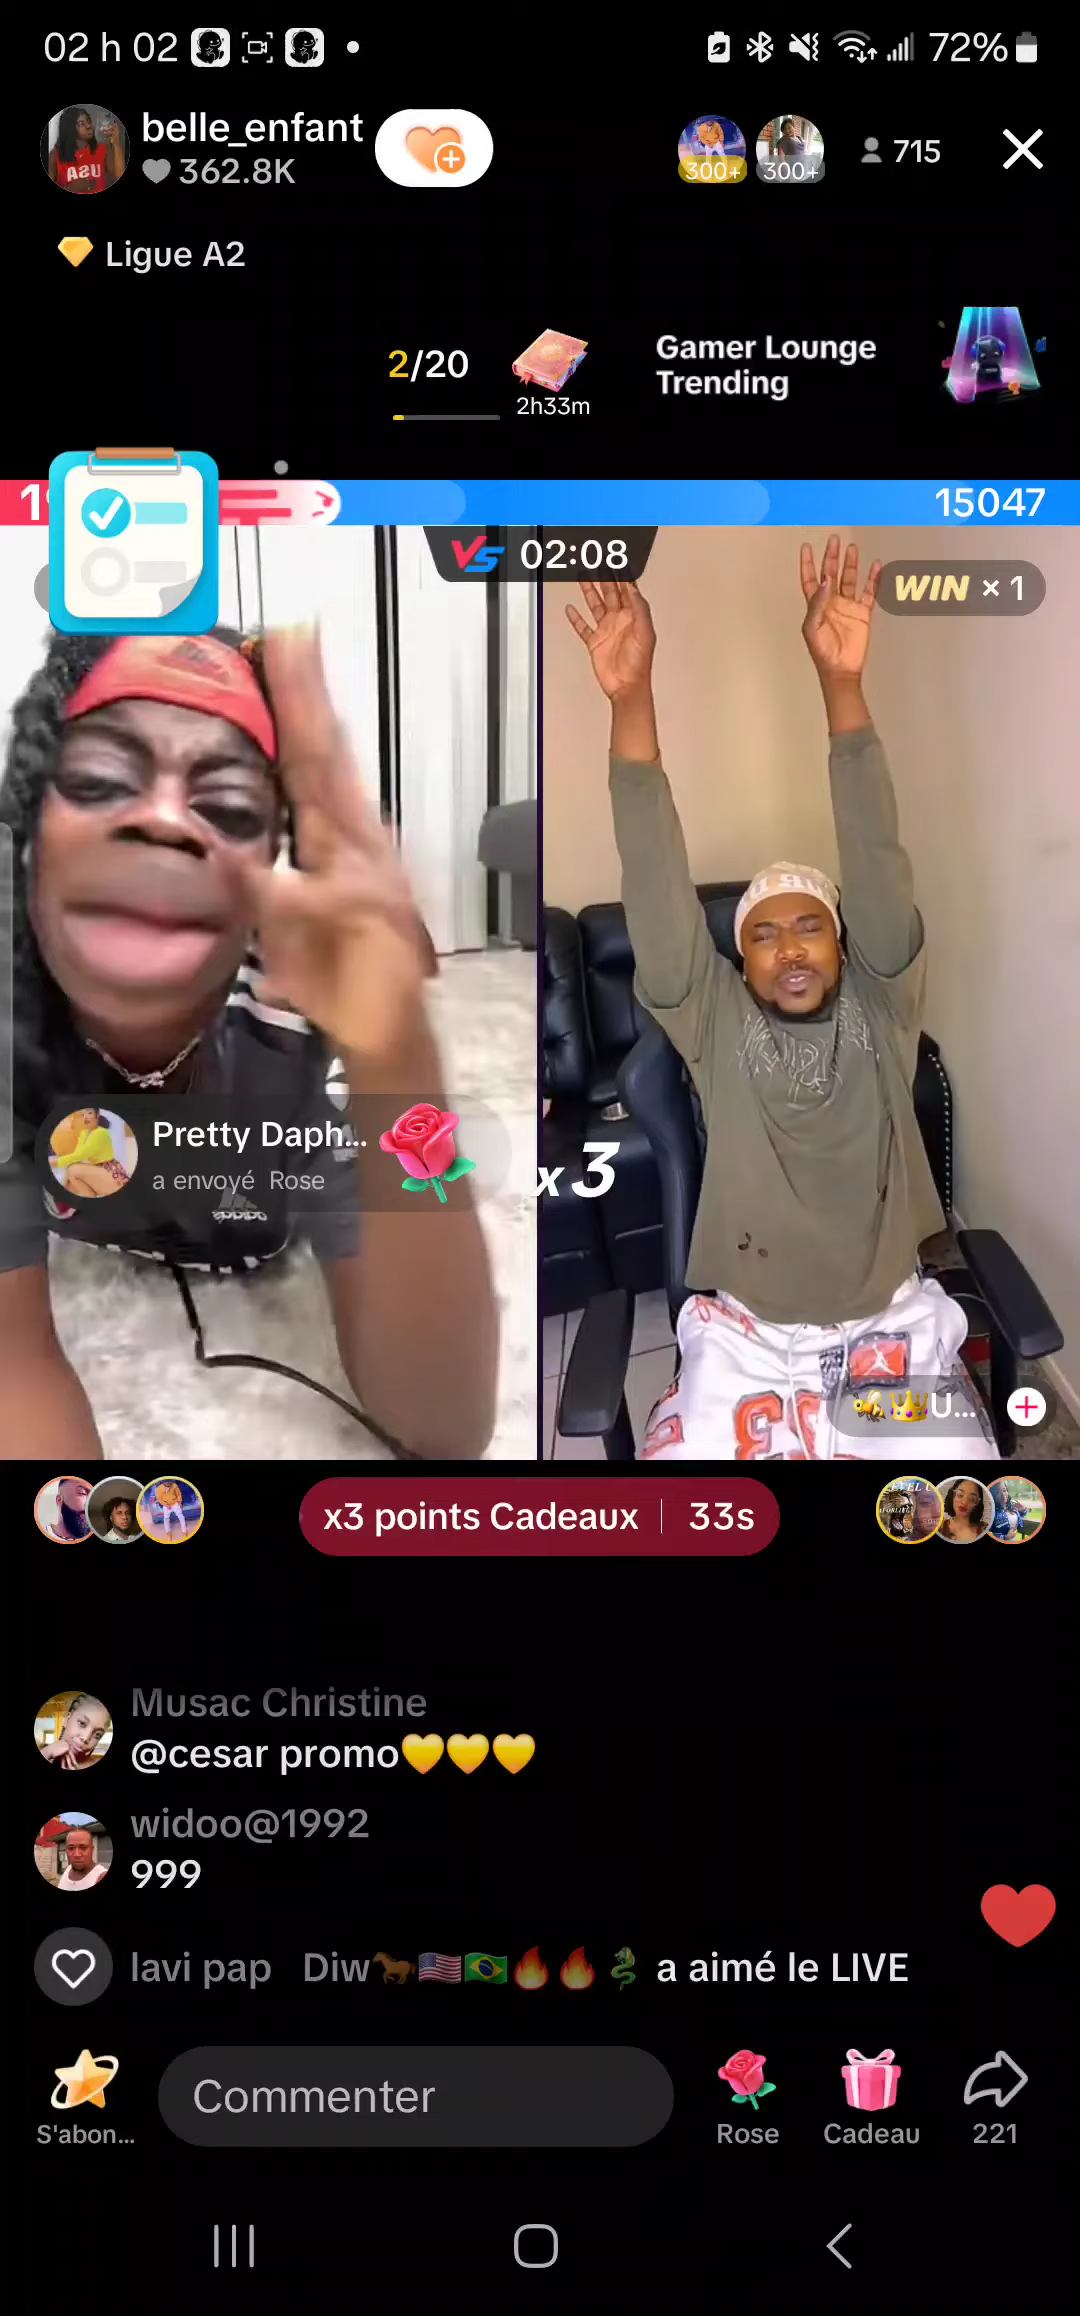 02 h 02
72%
belle_enfant
362.8K
300+
300+
715
Ligue A2
2/20
2h33m
Gamer Lounge
Trending
15047
VS 02:08
WIN × 1
Pretty Daph...
a envoyé Rose
x3
adidas
U...
x3 points Cadeaux
33s
Musac Christine
@cesar promo💛💛💛
widoo@1992
999
lavi pap Diw🐎🇺🇸🇧🇷🔥🔥🐉 a aimé le LIVE
S'abon...
Commenter
Rose
Cadeau
221